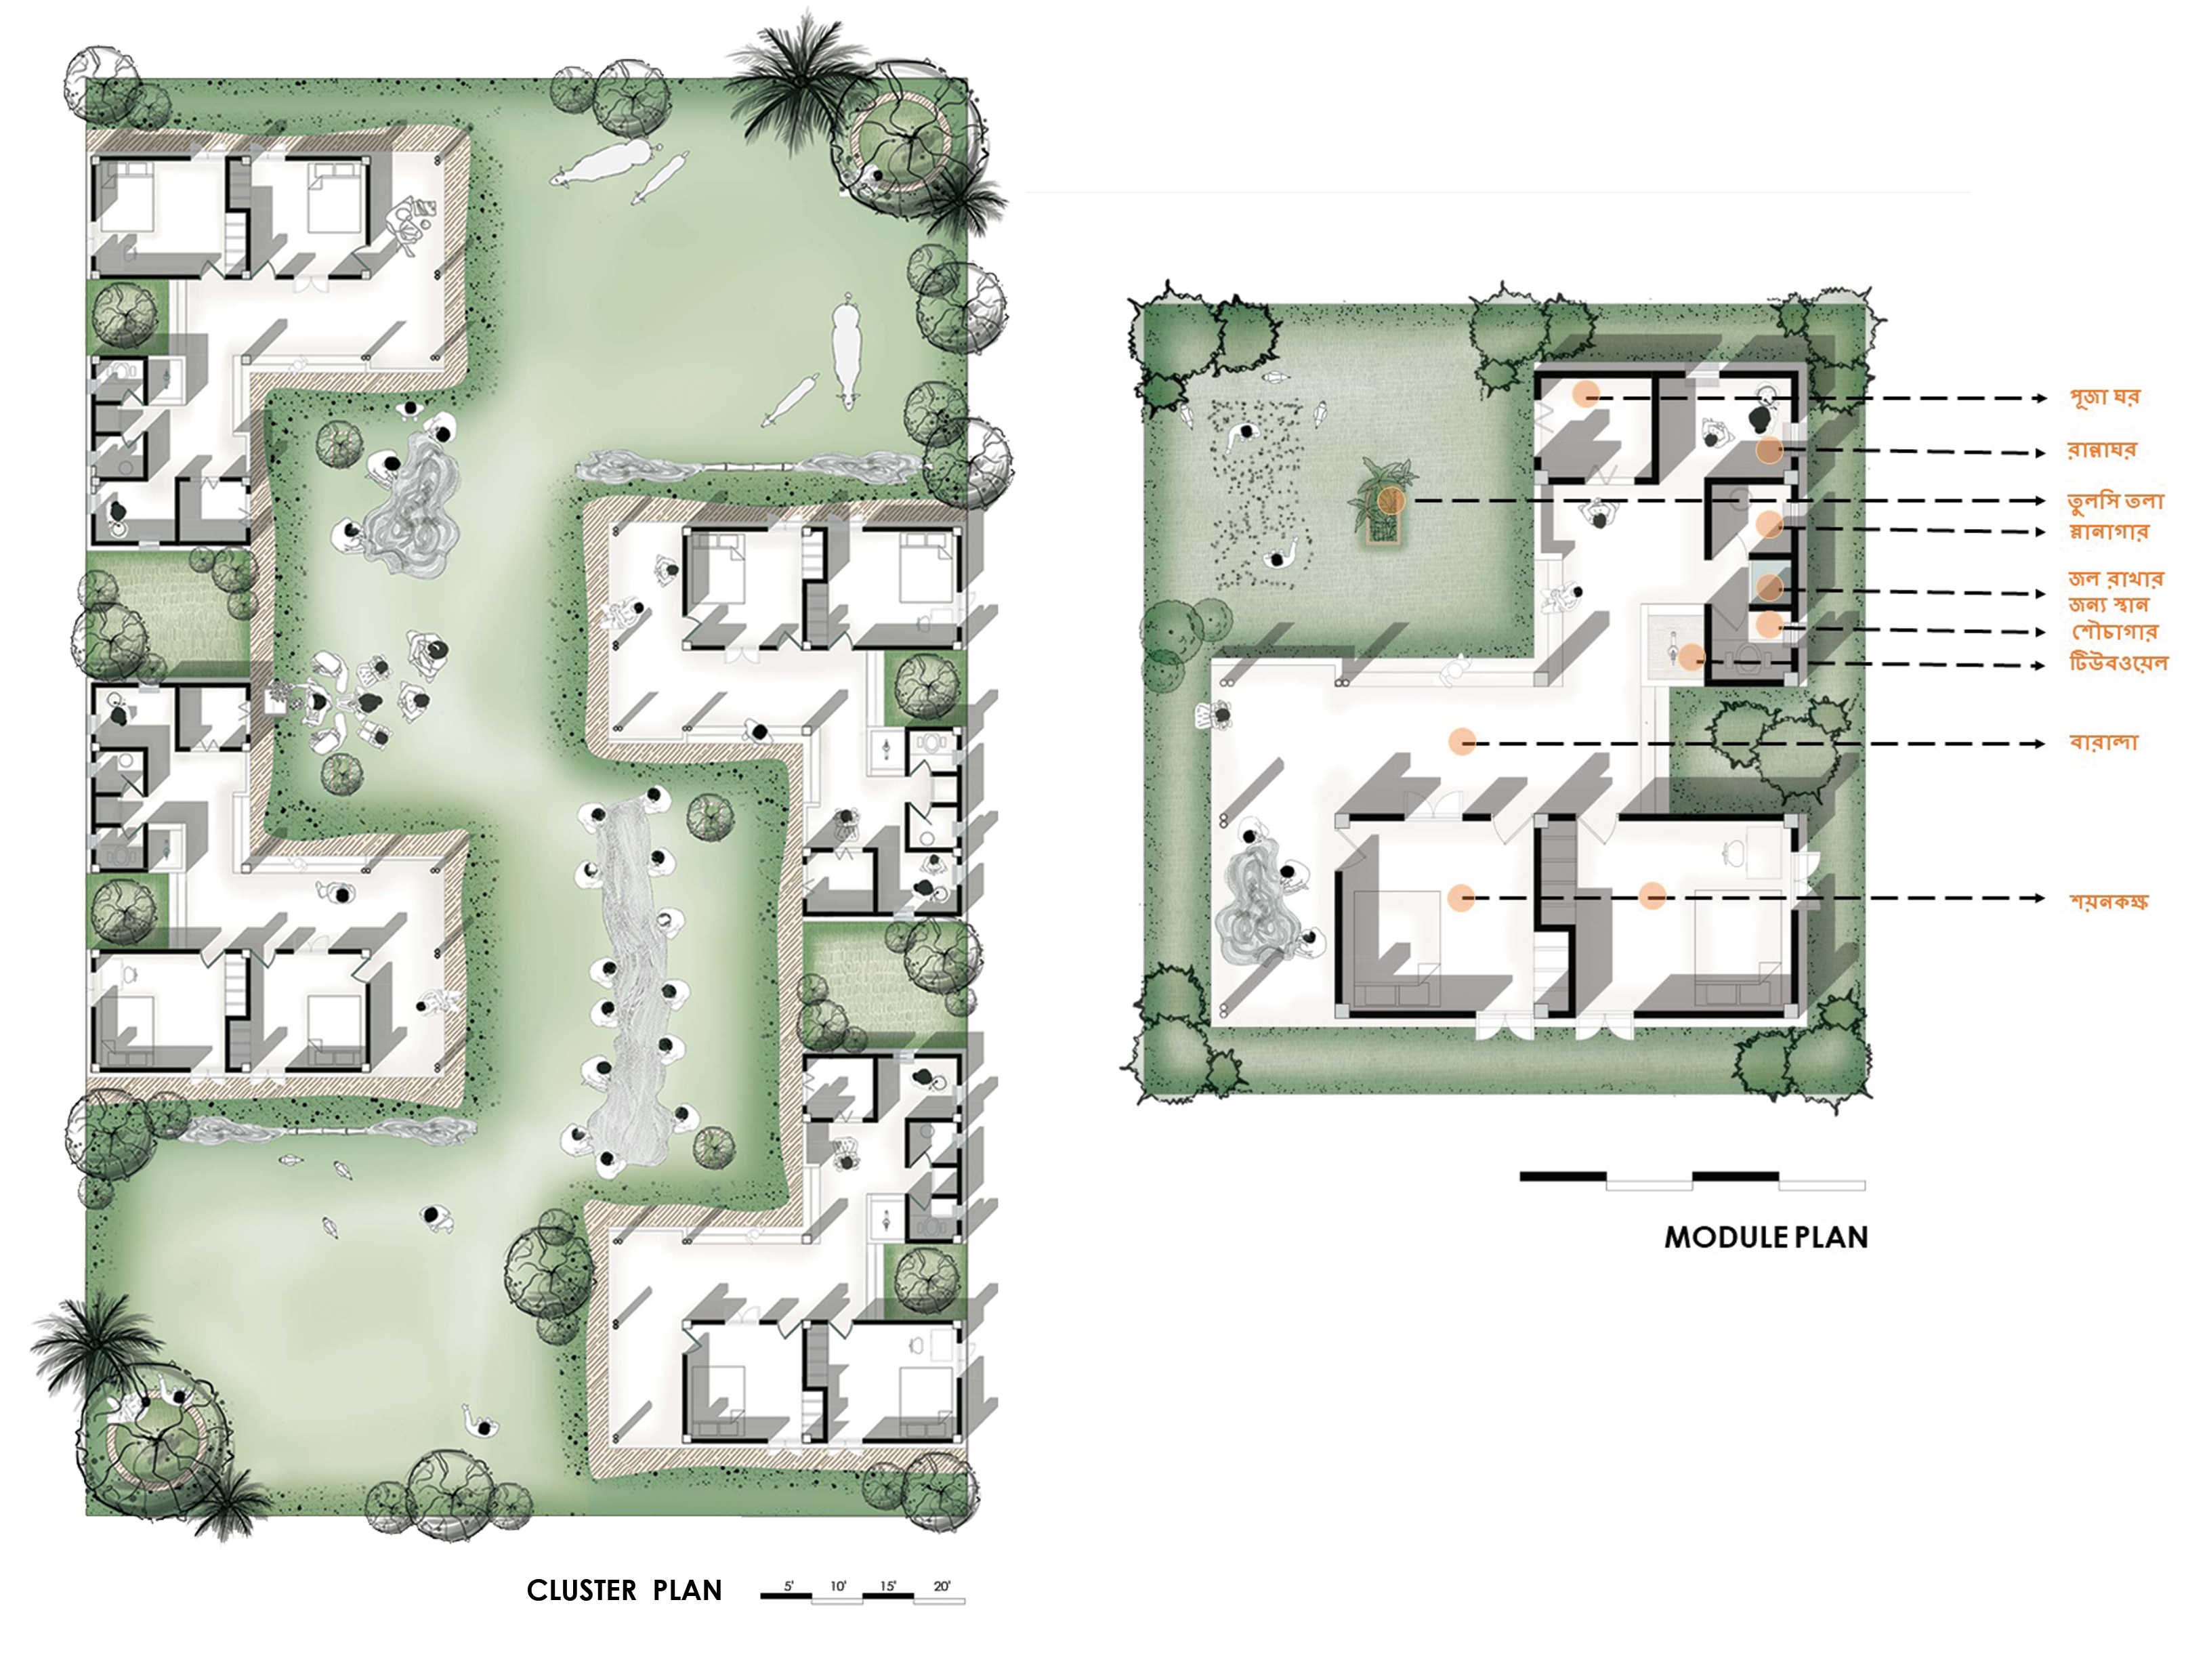 পূজা ঘর
রান্নাঘর
তুলসি তলা
স্নানাগার
জল রাখার
জন্য স্থান
শৌচাগার
টিউবওয়েল
বারান্দা
শয়নকক্ষ
MODULE PLAN
CLUSTER PLAN
5' 10' 15' 20'